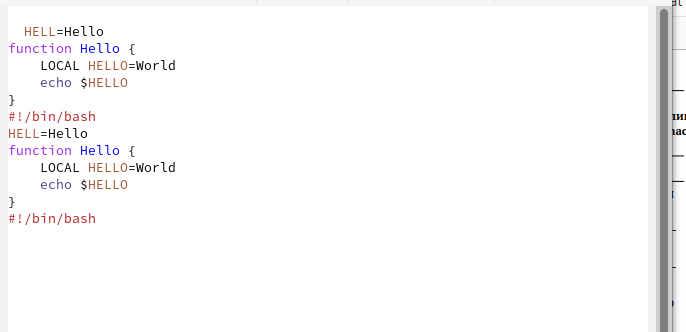 HELL=Hello
function Hello {
    LOCAL HELLO=World
    echo $HELLO
}
#!/bin/bash
HELL=Hello
function Hello {
    LOCAL HELLO=World
    echo $HELLO
}
#!/bin/bash